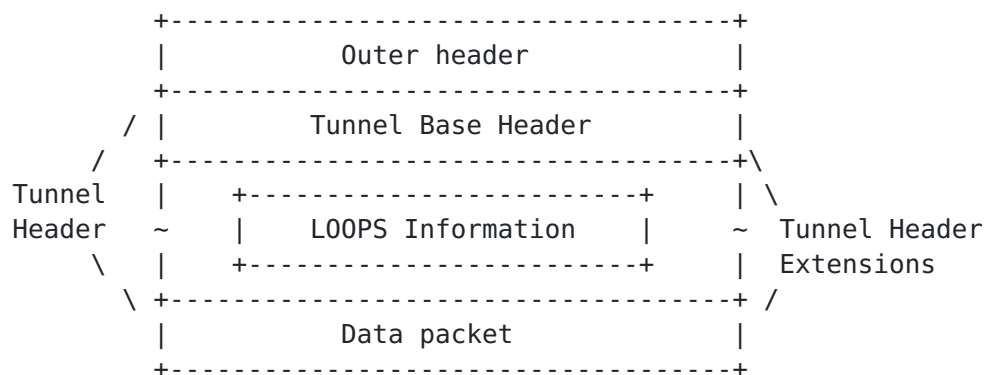 Outer header
Tunnel Base Header
Tunnel
Header
LOOPS Information
Tunnel Header
Extensions
Data packet